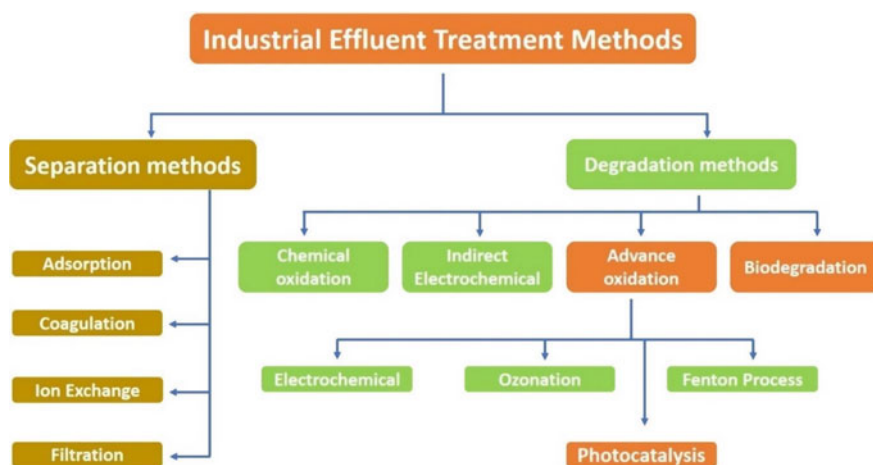 Industrial Effluent Treatment Methods
Separation methods
Adsorption
Coagulation
Ion Exchange
Filtration
Degradation methods
Chemical
oxidation
Indirect
Electrochemical
Advance
oxidation
Biodegradation
Electrochemical
Ozonation
Fenton Process
Photocatalysis